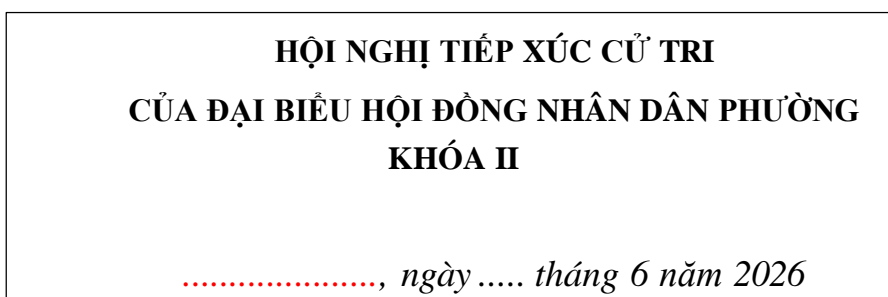 HỘI NGHỊ TIẾP XÚC CỬ TRI
CỦA ĐẠI BIỂU HỘI ĐỒNG NHÂN DÂN PHƯỜNG
KHÓA II
....................., ngày ..... tháng 6 năm 2026